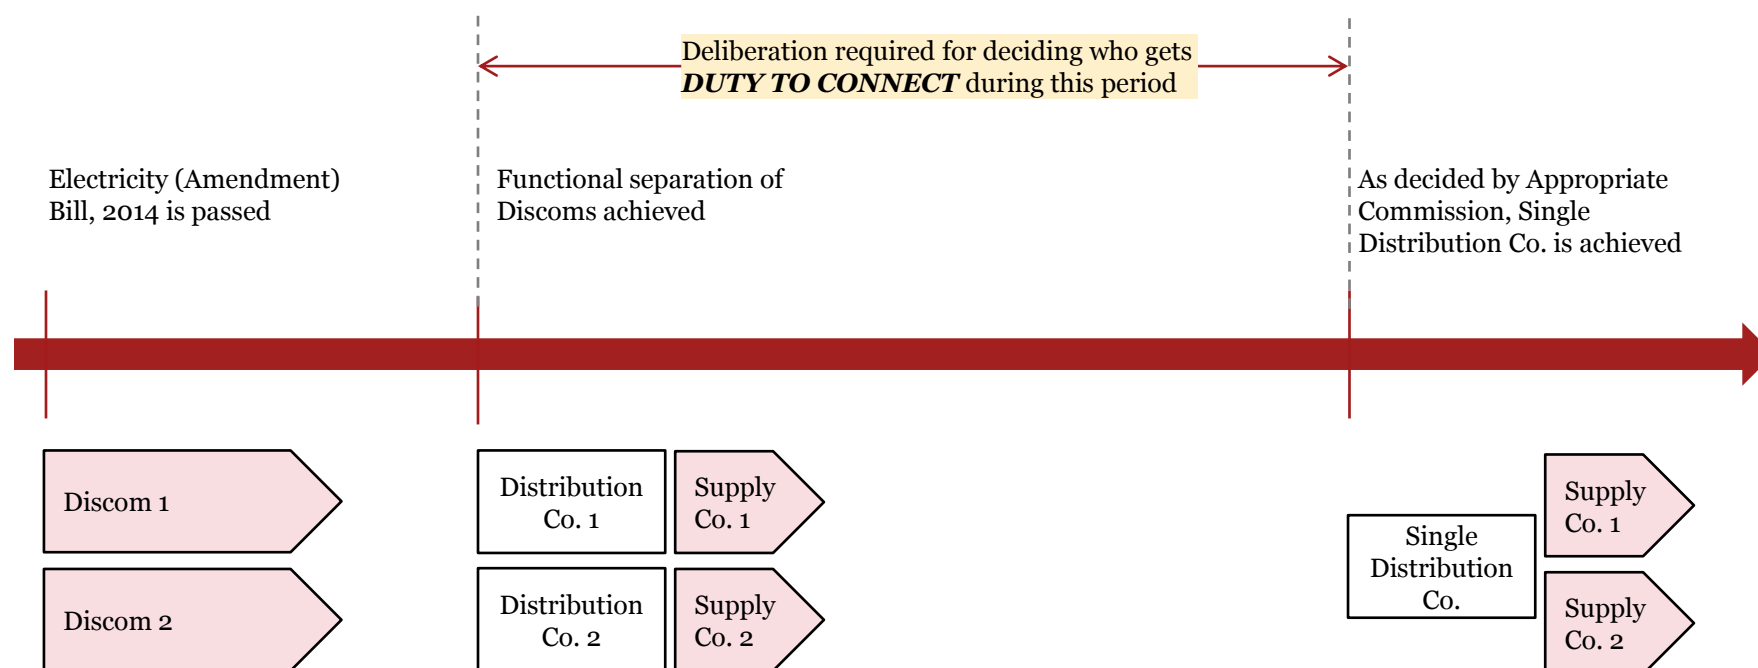 Deliberation required for deciding who gets
DUTY TO CONNECT during this period
Electricity (Amendment)
Bill, 2014 is passed
Functional separation of
Discoms achieved
As decided by Appropriate
Commission, Single
Distribution Co. is achieved
Discom 1
Distribution
Co. 1
Supply
Co. 1
Supply
Co. 1
Single
Distribution
Co.
Discom 2
Distribution
Co. 2
Supply
Co. 2
Supply
Co. 2